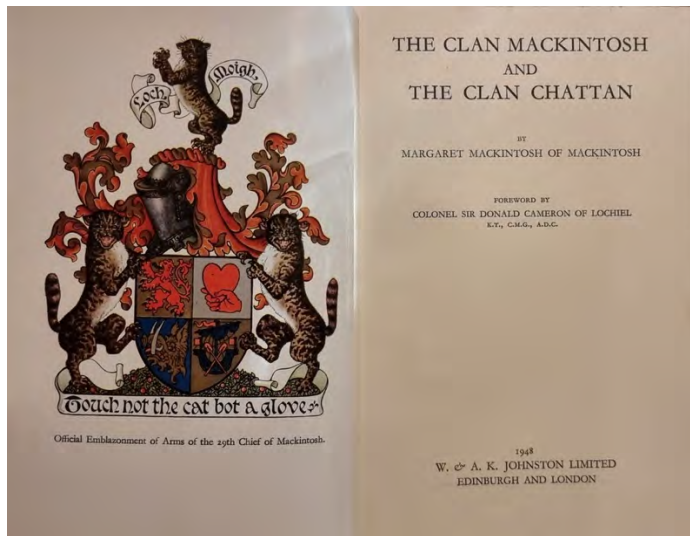 Loch Moigh.
Touch not the cat bot a glove
Official Emblazonment of Arms of the 29th Chief of Mackintosh.
THE CLAN MACKINTOSH
AND
THE CLAN CHATTAN
BY
MARGARET MACKINTOSH OF MACKINTOSH
FOREWORD BY
COLONEL SIR DONALD CAMERON OF LOCHIEL
K.T., C.M.G., A.D.C.
1948
W. & A. K. JOHNSTON LIMITED
EDINBURGH AND LONDON